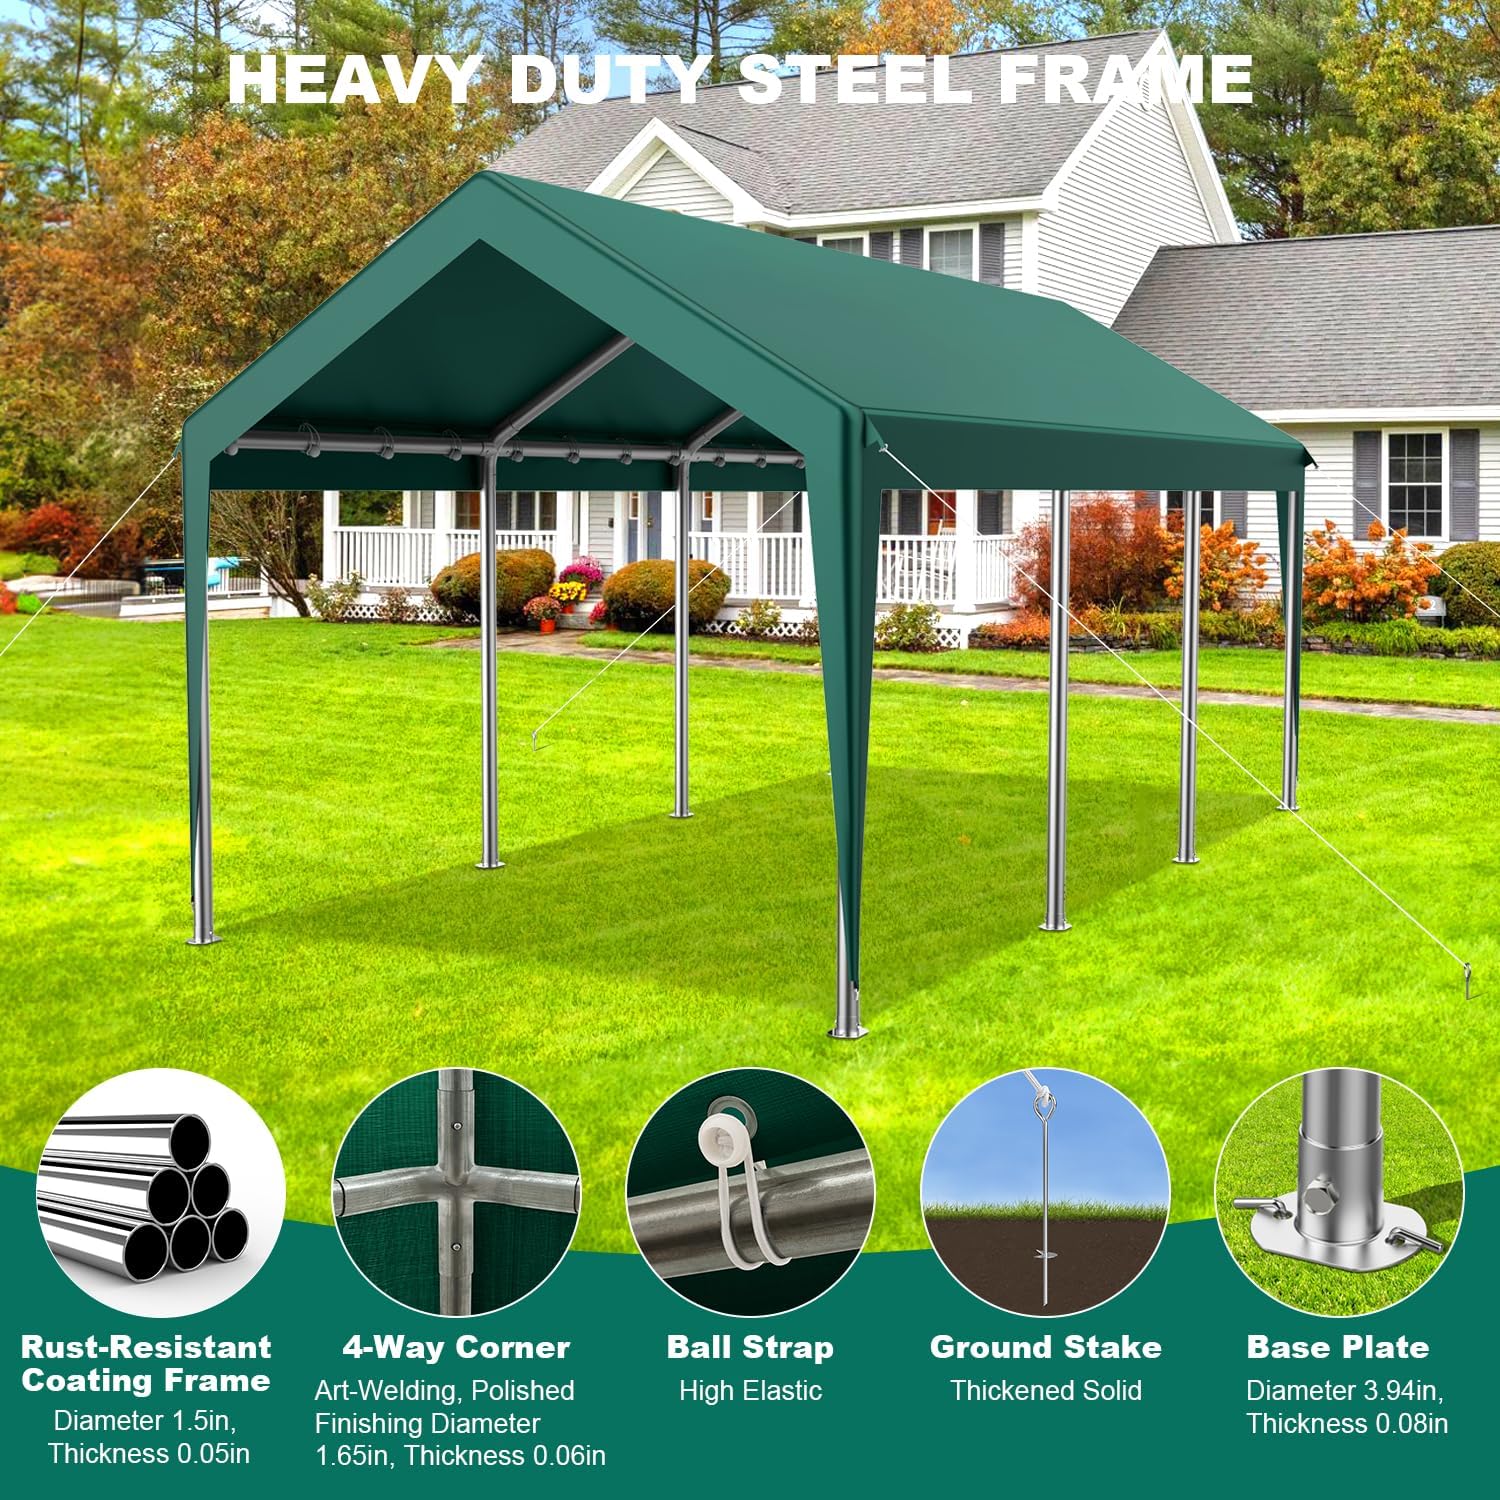 HEAVY DUTY STEEL FRAME
Rust-Resistant
Coating Frame
Diameter 1.5in,
Thickness 0.05in
4-Way Corner
Art-Welding, Polished
Finishing Diameter
1.65in, Thickness 0.06in
Ball Strap
High Elastic
Ground Stake
Thickened Solid
Base Plate
Diameter 3.94in,
Thickness 0.08in